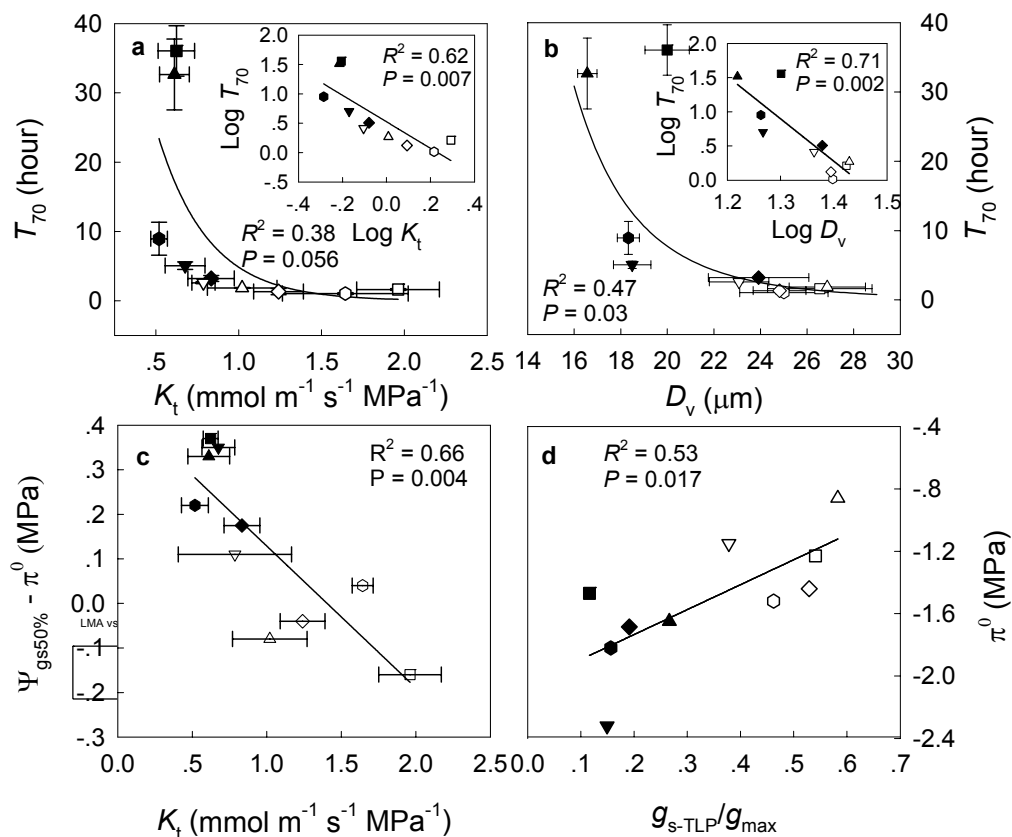 a
T70 (hour)
40
30
20
10
0
R² = 0.38
P = 0.056
.5
1.0
1.5
2.0
2.5
Kt (mmol m⁻¹ s⁻¹ MPa⁻¹)
Log T70
2.0
1.5
1.0
.5
0.0
-.5
R² = 0.62
P = 0.007
-.4
-.2
0.0
.2
.4
Log Kt
b
R² = 0.47
P = 0.03
14
16
18
20
22
24
26
28
30
Dv (μm)
40
30
20
10
0
T70 (hour)
Log T70
2.0
1.5
1.0
.5
0.0
R² = 0.71
P = 0.002
1.2
1.3
1.4
1.5
Log Dv
c
R² = 0.66
P = 0.004
Ψgs50% - π⁰ (MPa)
.4
.3
.2
.1
0.0
-.1
-.2
-.3
LMA vs
0.0
.5
1.0
1.5
2.0
2.5
Kt (mmol m⁻¹ s⁻¹ MPa⁻¹)
d
R² = 0.53
P = 0.017
-.4
-.8
-1.2
-1.6
-2.0
-2.4
π⁰ (MPa)
0.0
.1
.2
.3
.4
.5
.6
.7
gs-TLP/gmax